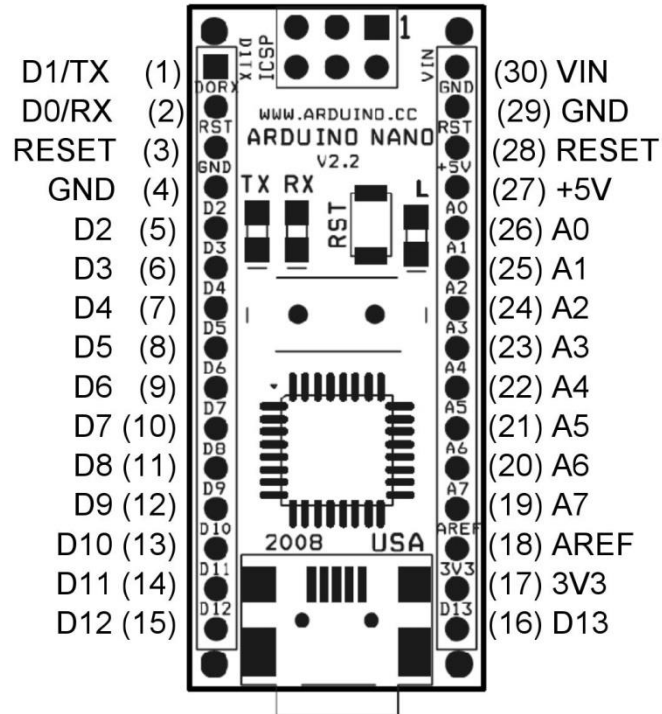 D1/TX (1)
D0/RX (2)
RESET (3)
GND (4)
D2 (5)
D3 (6)
D4 (7)
D5 (8)
D6 (9)
D7 (10)
D8 (11)
D9 (12)
D10 (13)
D11 (14)
D12 (15)
D1TX
DORX
RST
GND
D2
D3
D4
D5
D6
D7
D8
D9
D10
D11
D12
ICSP
1
WWW.ARDUINO.CC
ARDUINO NANO
V2.2
TX RX
RST
L
2008 USA
VIN
GND
RST
+5V
A0
A1
A2
A3
A4
A5
A6
A7
AREF
3V3
D13
(30) VIN
(29) GND
(28) RESET
(27) +5V
(26) A0
(25) A1
(24) A2
(23) A3
(22) A4
(21) A5
(20) A6
(19) A7
(18) AREF
(17) 3V3
(16) D13